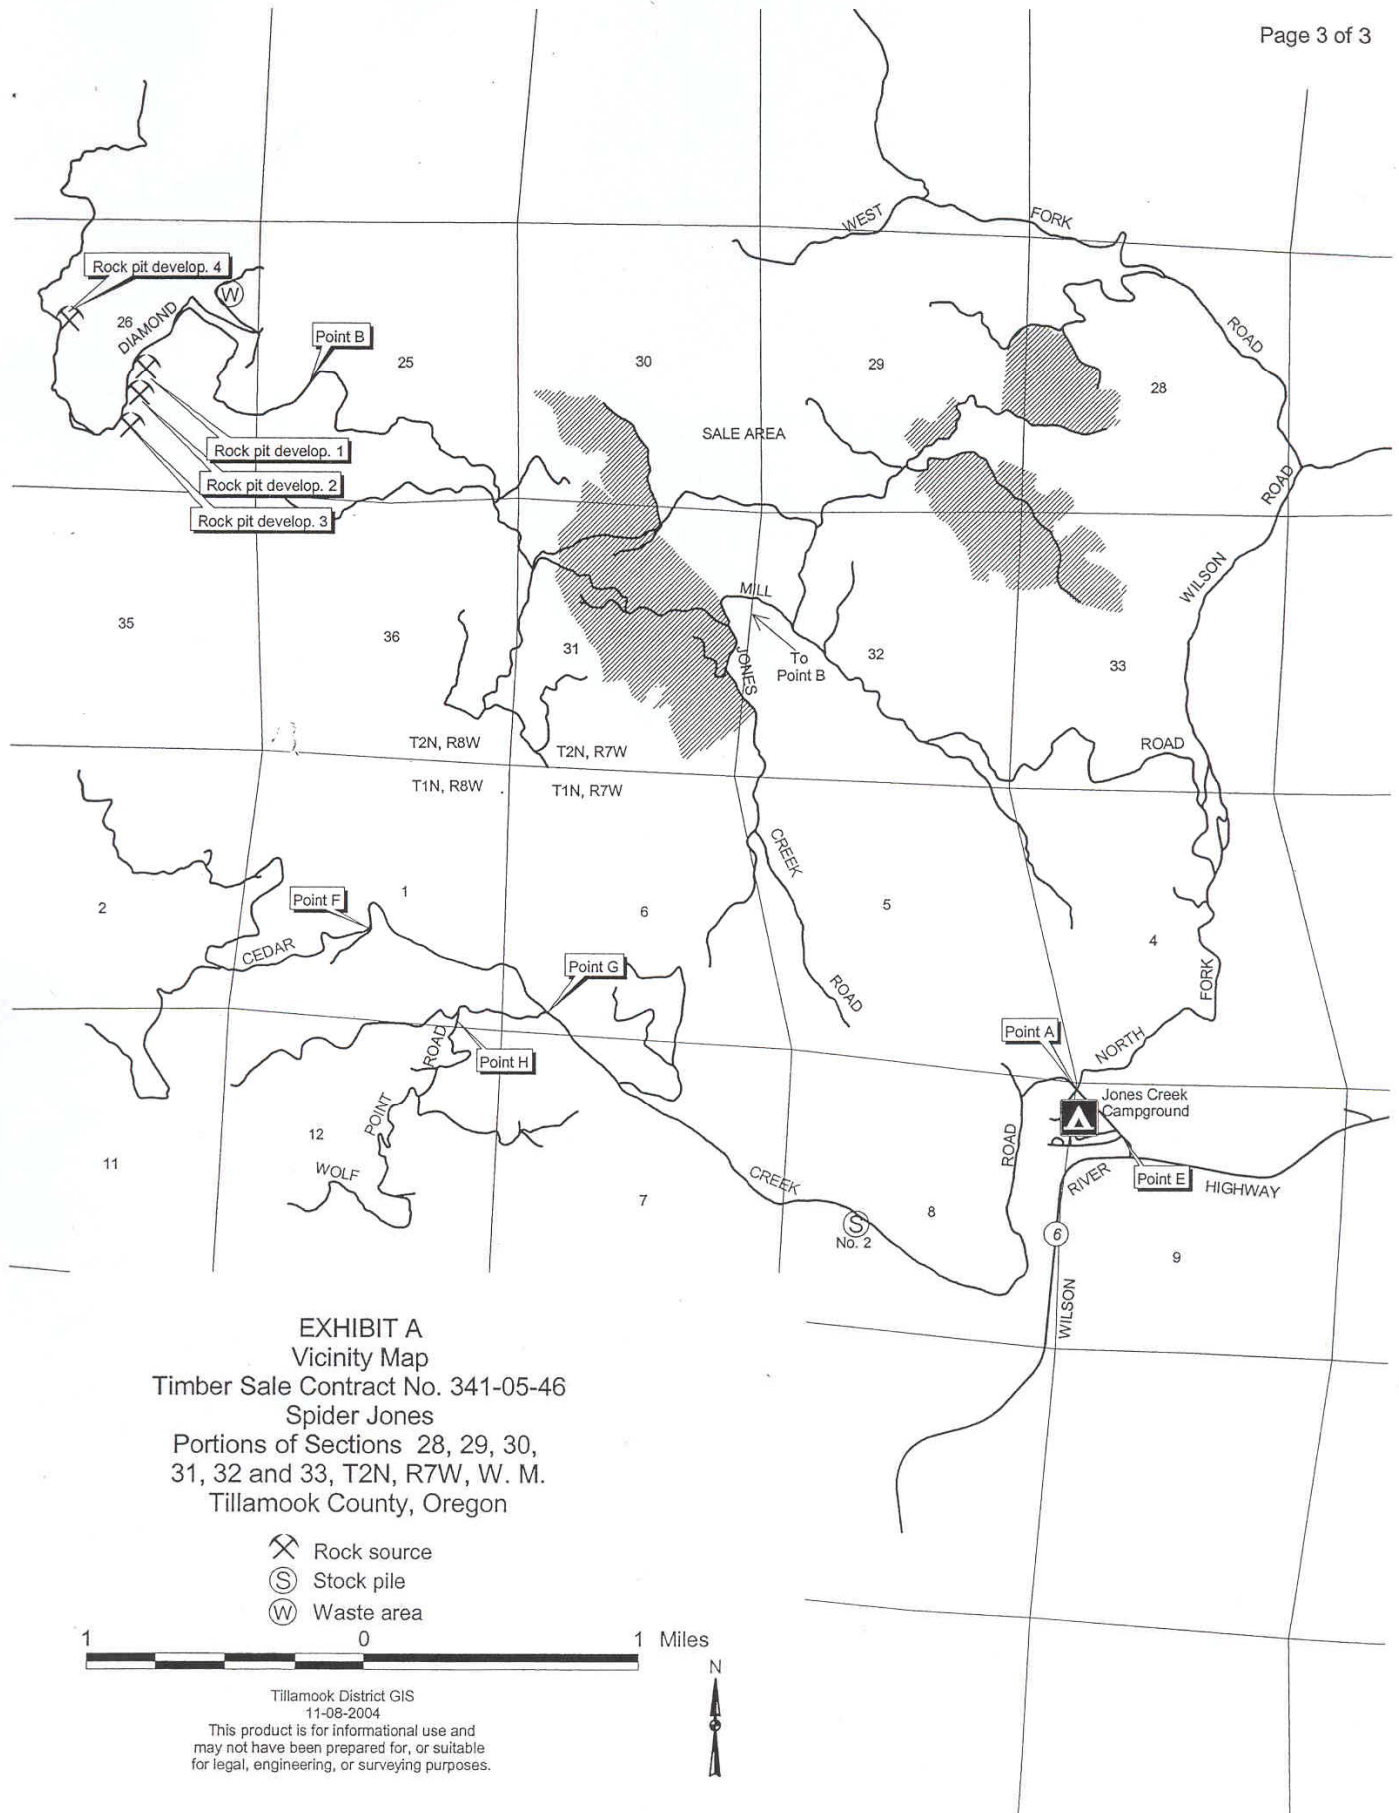 Page 3 of 3
WEST
FORK
Rock pit develop. 4
W
26
DIAMOND
Point B
ROAD
25
30
29
28
SALE AREA
Rock pit develop. 1
Rock pit develop. 2
Rock pit develop. 3
ROAD
WILSON
MILL
35
36
31
JONES
To
Point B
32
33
T2N, R8W
T2N, R7W
ROAD
T1N, R8W
T1N, R7W
CREEK
2
Point F
1
6
5
4
CEDAR
Point G
ROAD
FORK
Point A
NORTH
ROAD
Point H
Jones Creek
Campground
POINT
12
11
WOLF
ROAD
7
CREEK
RIVER
Point E
HIGHWAY
8
S
No. 2
6
9
WILSON
EXHIBIT A
Vicinity Map
Timber Sale Contract No. 341-05-46
Spider Jones
Portions of Sections 28, 29, 30,
31, 32 and 33, T2N, R7W, W. M.
Tillamook County, Oregon
Rock source
S Stock pile
W Waste area
1 0 1 Miles
N
Tillamook District GIS
11-08-2004
This product is for informational use and
may not have been prepared for, or suitable
for legal, engineering, or surveying purposes.